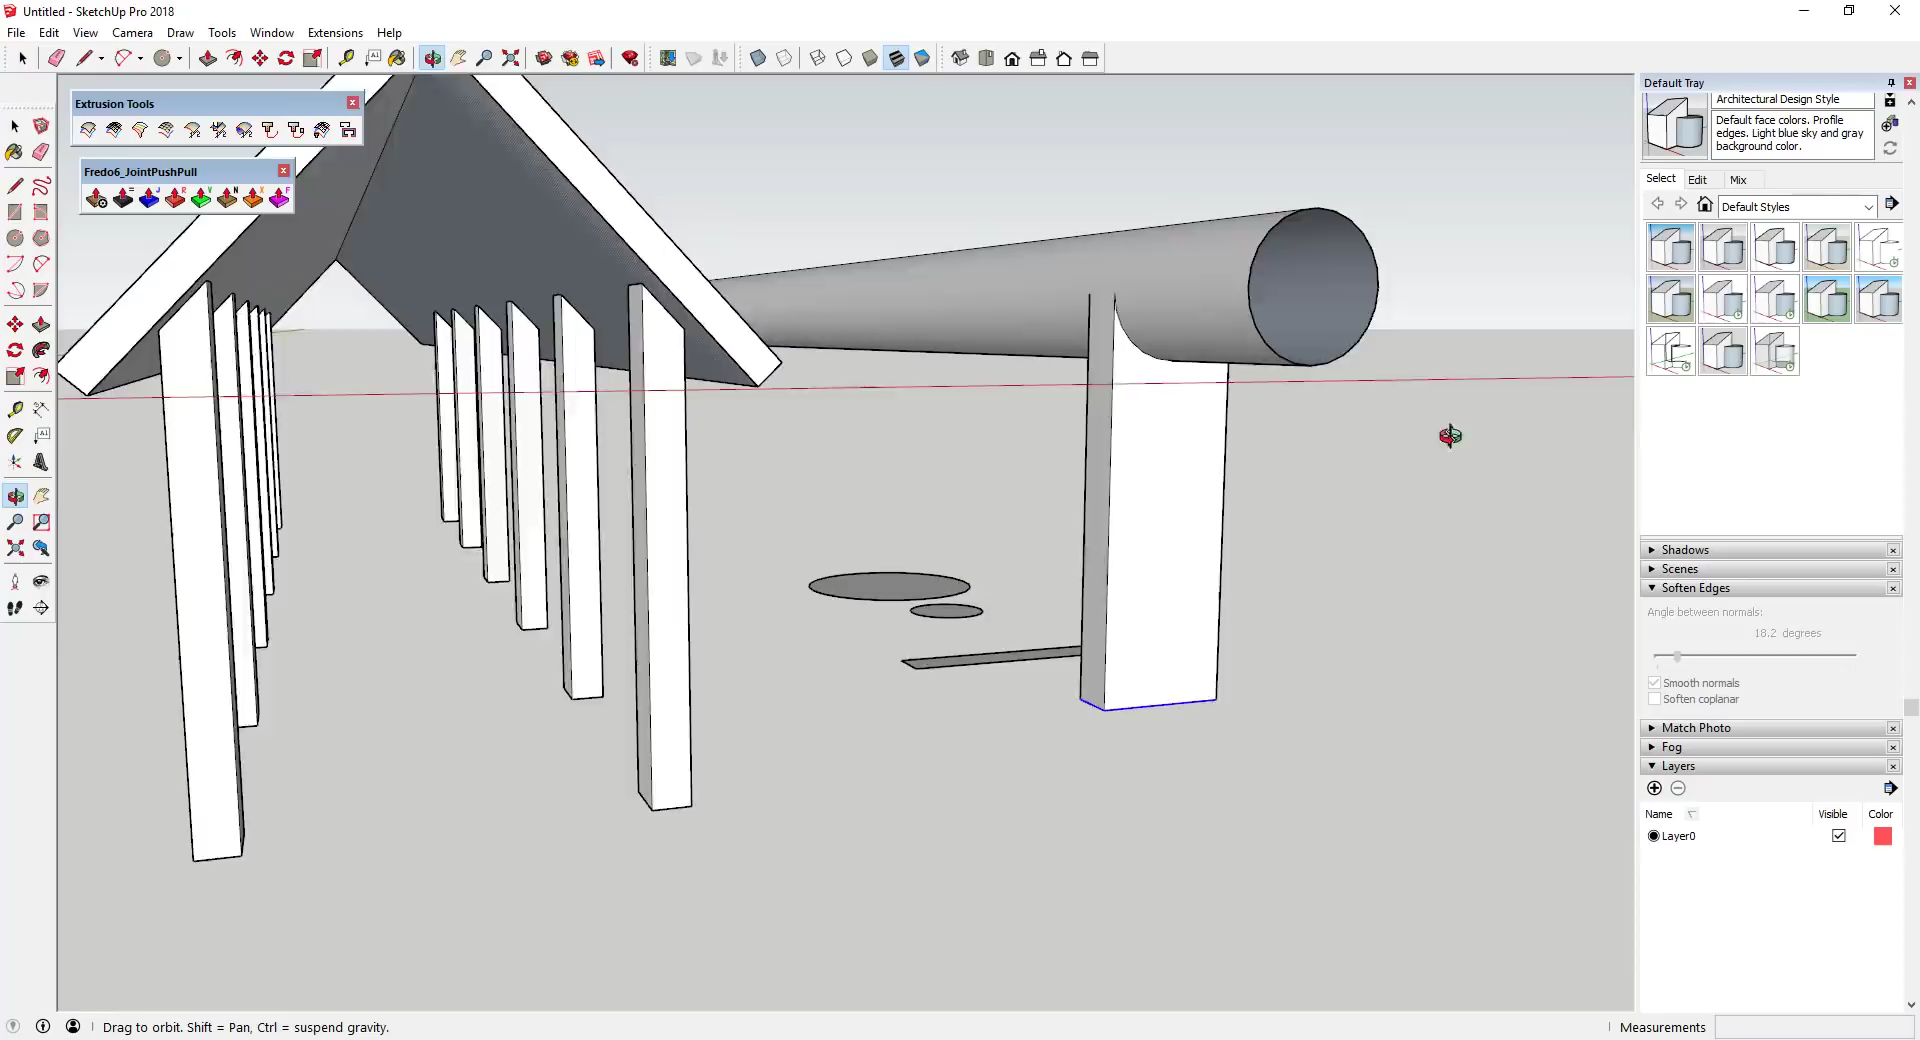 Untitled - SketchUp Pro 2018
File Edit View Camera Draw Tools Window Extensions Help
Default Tray
Extrusion Tools
Architectural Design Style
Default face colors. Profile
edges. Light blue sky and gray
background color.
Fredo6_JointPushPull
= J R V N X F
Select Edit Mix
Default Styles
Shadows
Scenes
Soften Edges
Angle between normals:
18.2 degrees
Smooth normals
Soften coplanar
Match Photo
Fog
Layers
Name Visible Color
Layer0
Drag to orbit. Shift = Pan, Ctrl = suspend gravity.
Measurements